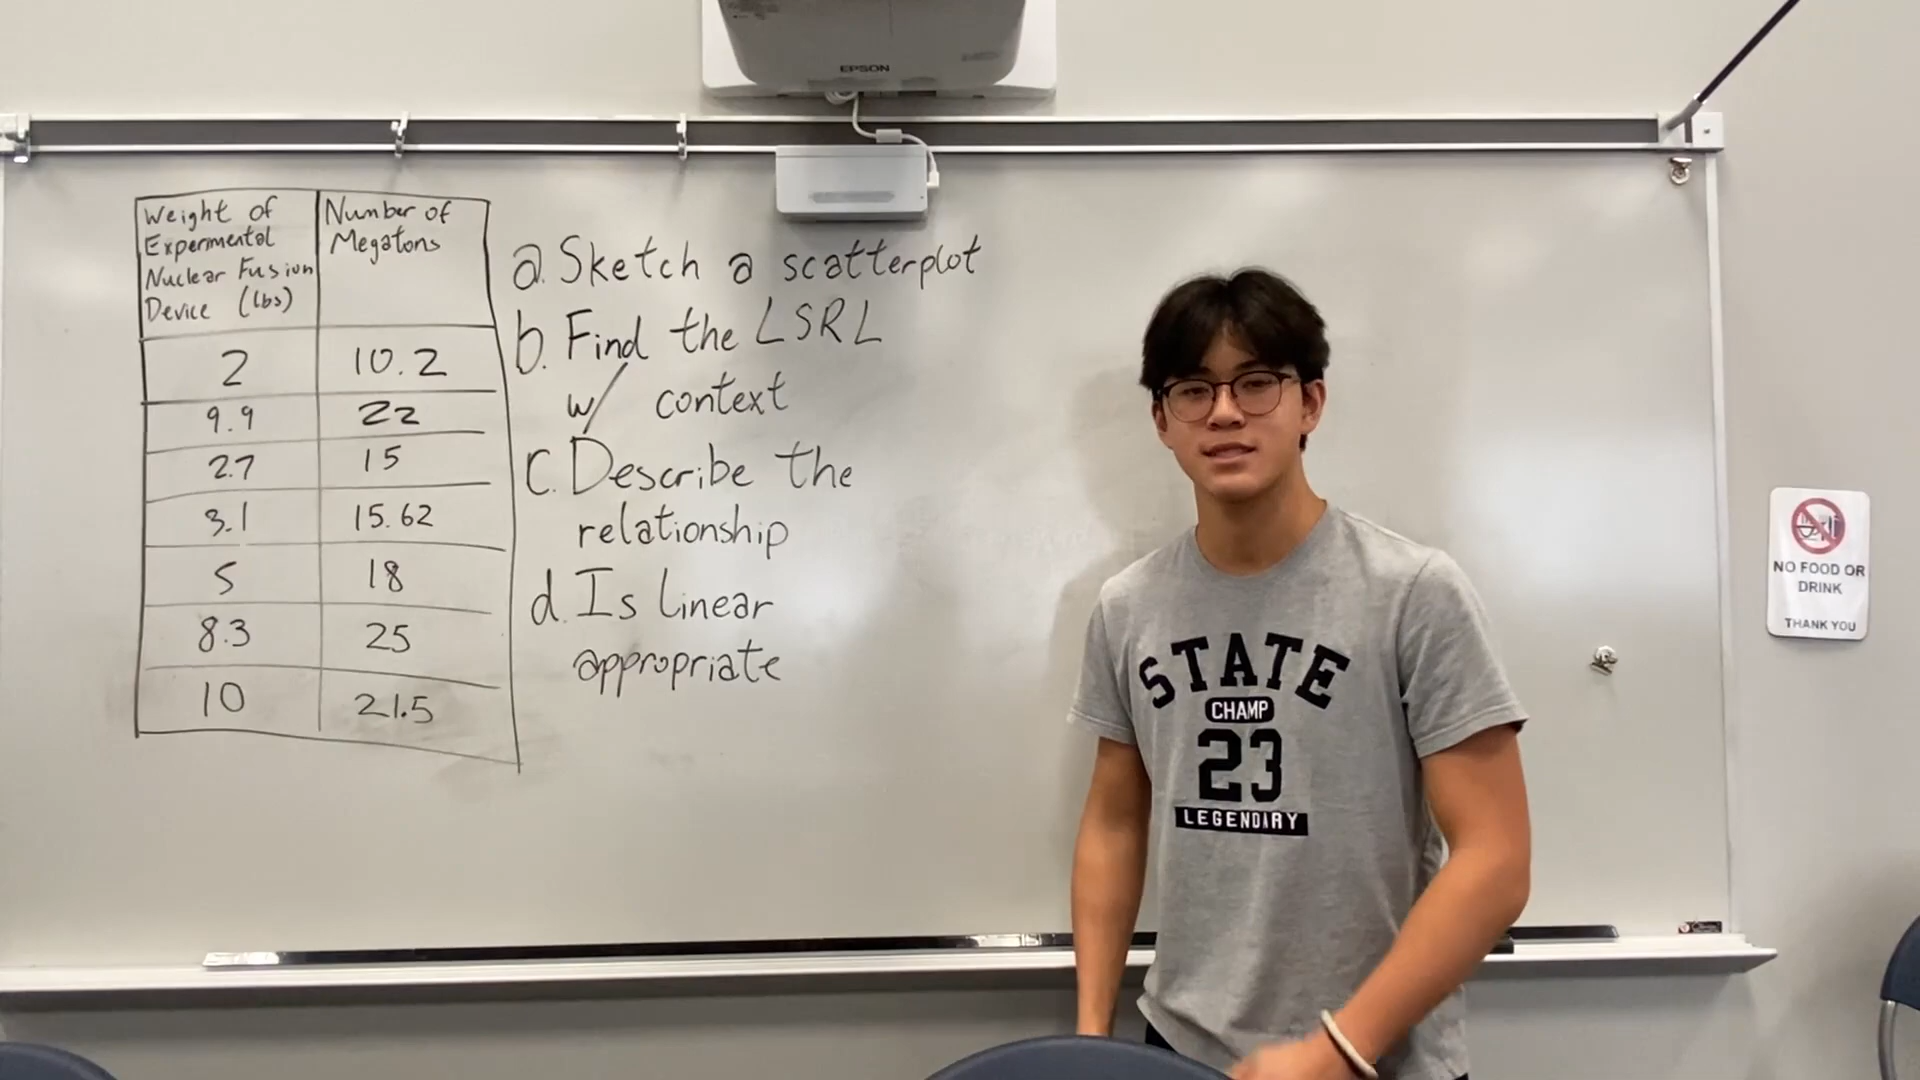 EPSON
Weight of
Expermental
Nuclear Fusion
Device (lbs)
Number of
Megatons
2 10.2
9.9 22
2.7 15
3.1 15.62
5 18
8.3 25
10 21.5
a. Sketch a scatterplot
b. Find the LSRL
w/ context
c. Describe the
relationship
d. Is linear
appropriate
STATE
CHAMP
23
LEGENDARY
NO FOOD OR
DRINK
THANK YOU